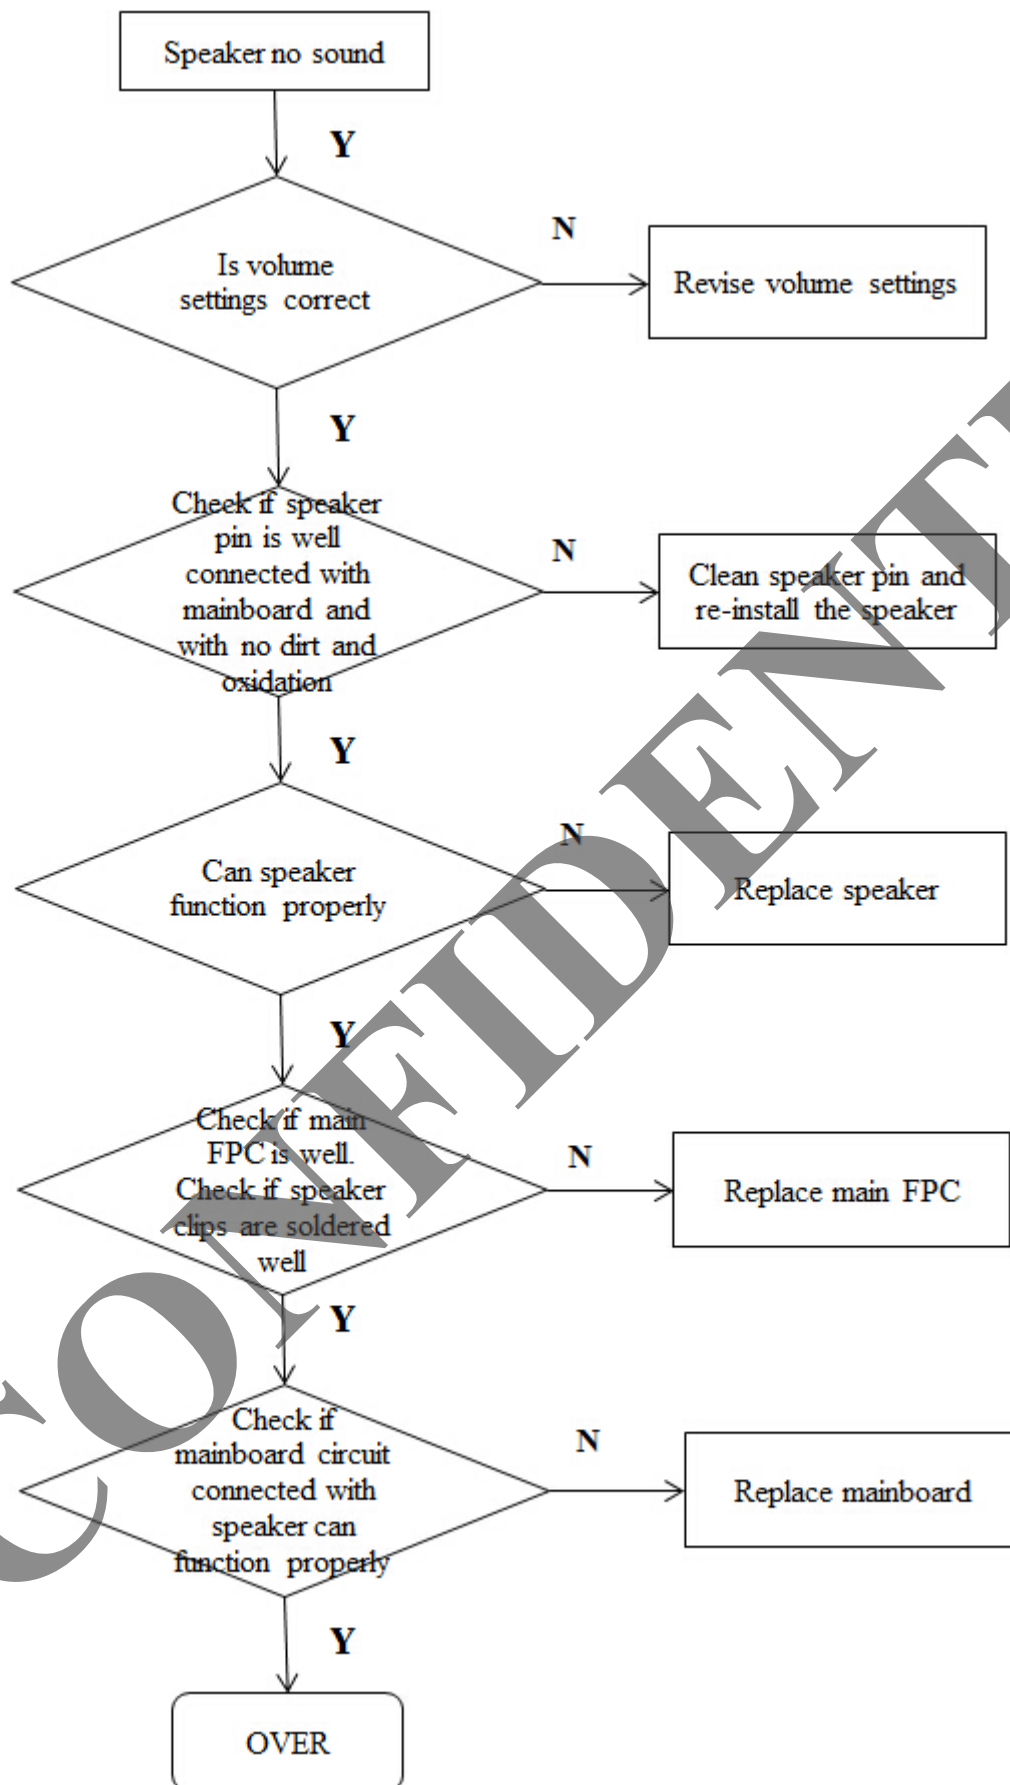 Speaker no sound
Y
Is volume
settings correct
N
Revise volume settings
Y
Check if speaker
pin is well
connected with
mainboard and
with no dirt and
oxidation
N
Clean speaker pin and
re-install the speaker
Y
Can speaker
function properly
N
Replace speaker
Y
Check if main
FPC is well.
Check if speaker
clips are soldered
well
N
Replace main FPC
Y
Check if
mainboard circuit
connected with
speaker can
function properly
N
Replace mainboard
Y
OVER
CONFIDENT